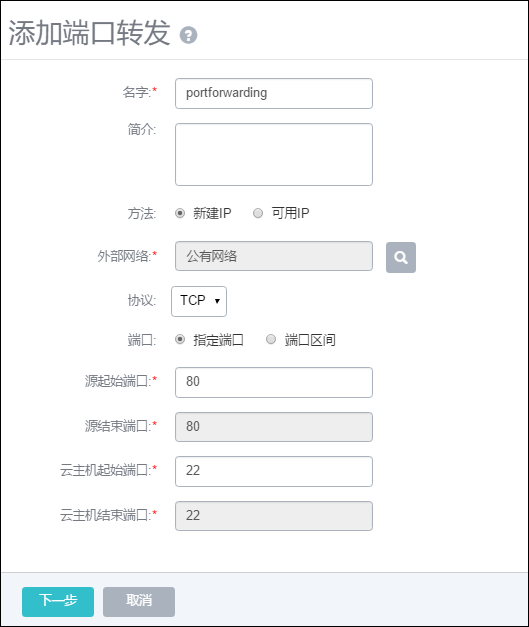 添加端口转发 ?
名字:* portforwarding
简介:
方法: 新建IP 可用IP
外部网络:* 公有网络
协议: TCP
端口: 指定端口 端口区间
源起始端口:* 80
源结束端口:* 80
云主机起始端口:* 22
云主机结束端口:* 22
下一步 取消